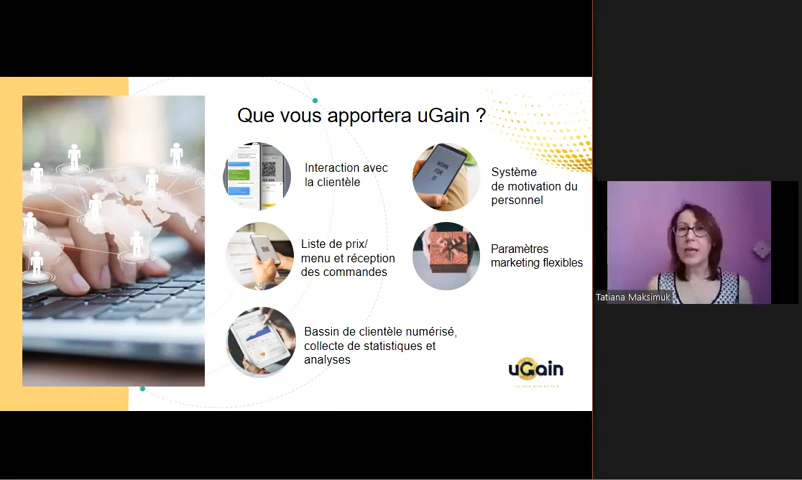 Que vous apportera uGain ?
Interaction avec
la clientèle
Système
de motivation du
personnel
Liste de prix/
menu et réception
des commandes
Paramètres
marketing flexibles
Bassin de clientèle numérisé,
collecte de statistiques et
analyses
uGain
Tatiana Maksimuk